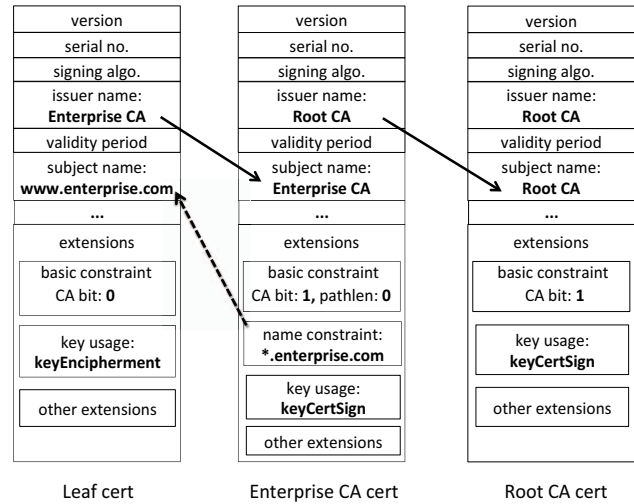 version
serial no.
signing algo.
issuer name:
Enterprise CA
validity period
subject name:
www.enterprise.com
...
extensions
basic constraint
CA bit: 0
key usage:
keyEncipherment
other extensions
Leaf cert
version
serial no.
signing algo.
issuer name:
Root CA
validity period
subject name:
Enterprise CA
...
extensions
basic constraint
CA bit: 1, pathlen: 0
name constraint:
*.enterprise.com
key usage:
keyCertSign
other extensions
Enterprise CA cert
version
serial no.
signing algo.
issuer name:
Root CA
validity period
subject name:
Root CA
...
extensions
basic constraint
CA bit: 1
key usage:
keyCertSign
other extensions
Root CA cert